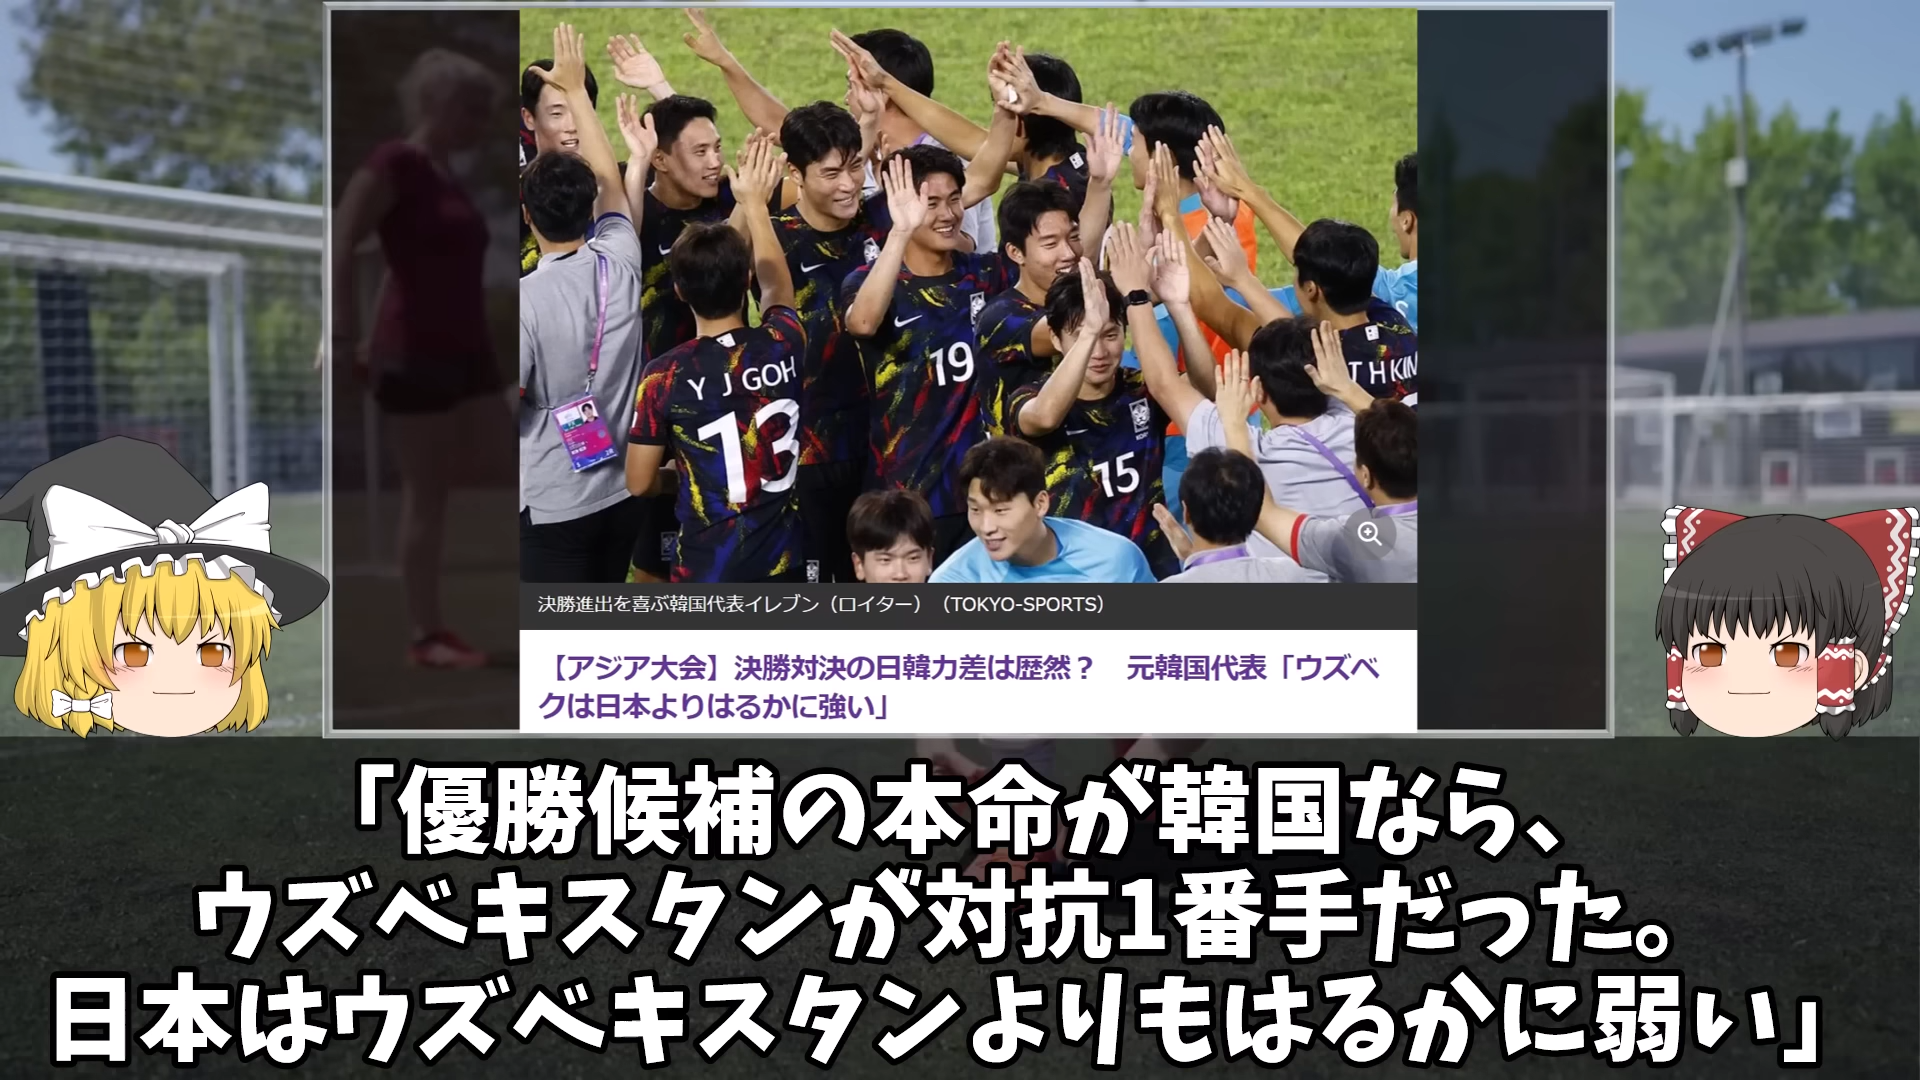 Y J GOH
13
19
15
T H KIM
決勝進出を喜ぶ韓国代表イレブン（ロイター）（TOKYO-SPORTS）
【アジア大会】決勝対決の日韓力差は歴然？　元韓国代表「ウズベ
クは日本よりはるかに強い」
「優勝候補の本命が韓国なら、
ウズベキスタンが対抗1番手だった。
日本はウズベキスタンよりもはるかに弱い」